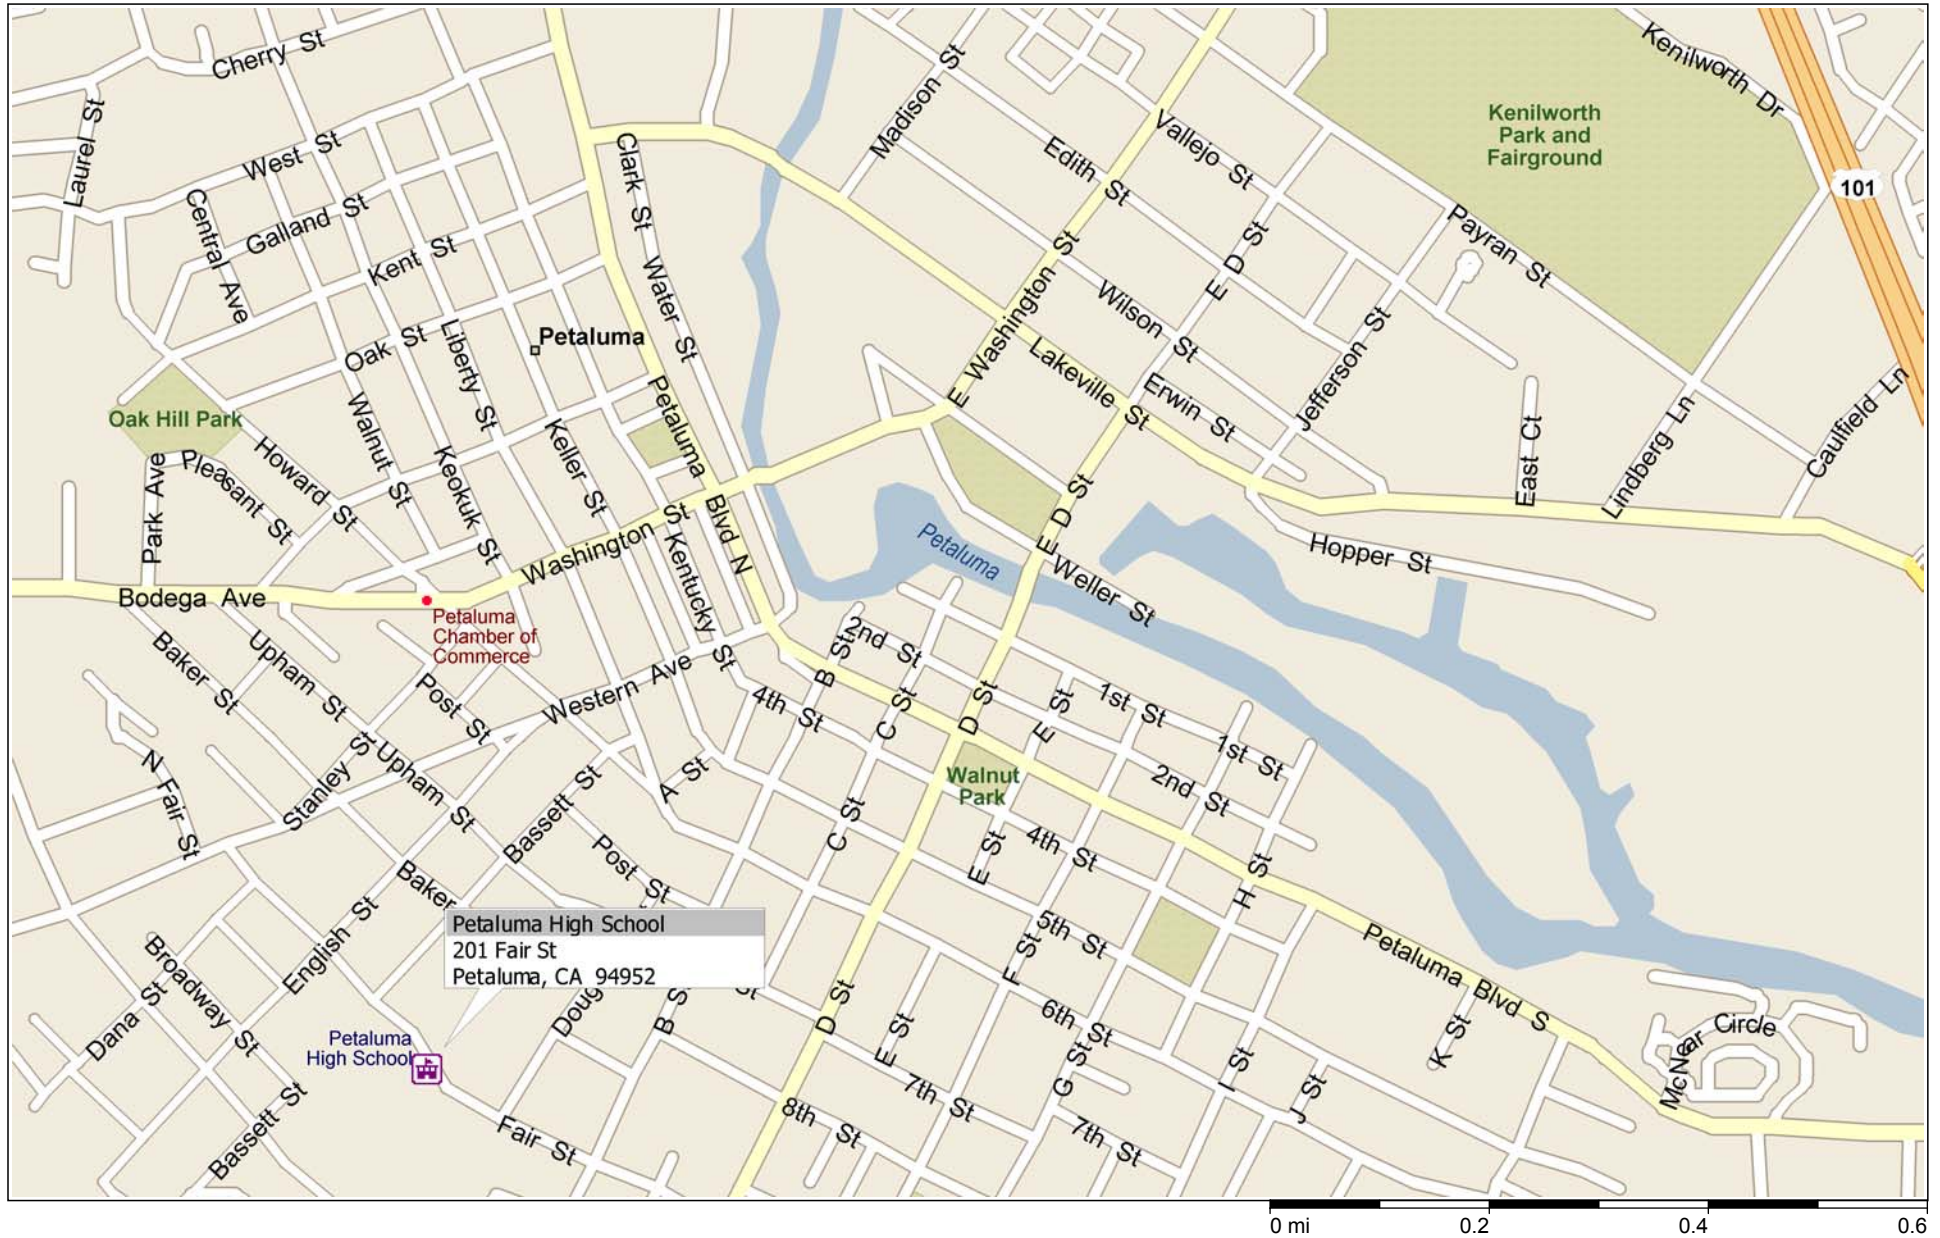 Cherry St
Kenilworth Dr
Madison St
Laurel St
West St
Clark St
Vallejo St
Kenilworth
Park and
Fairground
Edith St
101
Central Ave
Galland St
Kent St
Water St
E Washington St
E D St
Payran St
Wilson St
Oak St
Liberty St
Petaluma
Lakeville St
Jefferson St
Erwin St
Caulfield Ln
Oak Hill Park
Walnut St
Petaluma Blvd N
Howard St
Keller St
Keokuk St
East Ct
Lindberg Ln
Park Ave
Pleasant St
Washington St
Kentucky St
E D St
Petaluma
Weller St
Hopper St
Bodega Ave
Petaluma
Chamber of
Commerce
Baker St
Upham St
Post St
Western Ave
2nd St
B St
4th St
C St
D St
E St
1st St
1st St
N Fair St
Stanley St
Upham St
Bassett St
A St
Walnut
Park
2nd St
C St
Post St
E St
4th St
H St
Baker
Petaluma High School
201 Fair St
Petaluma, CA 94952
English St
5th St
F St
Petaluma Blvd S
Broadway St
Dana St
Doug
B S
St
D St
E St
6th St
G St
K St
McNear Circle
Petaluma
High School
I St
J St
Bassett St
Fair St
8th St
7th St
7th St
0 mi 0.2 0.4 0.6